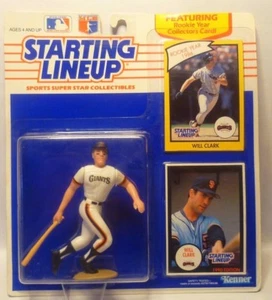 AGES 4 AND UP
FEATURING
Rookie Year
Collectors Card!
STARTING
LINEUP
SPORTS SUPER STAR COLLECTIBLES
ROOKIE YEAR
STARTING
LINEUP
WILL CLARK
GIANTS
WILL
CLARK
STARTING
LINEUP
Kenner